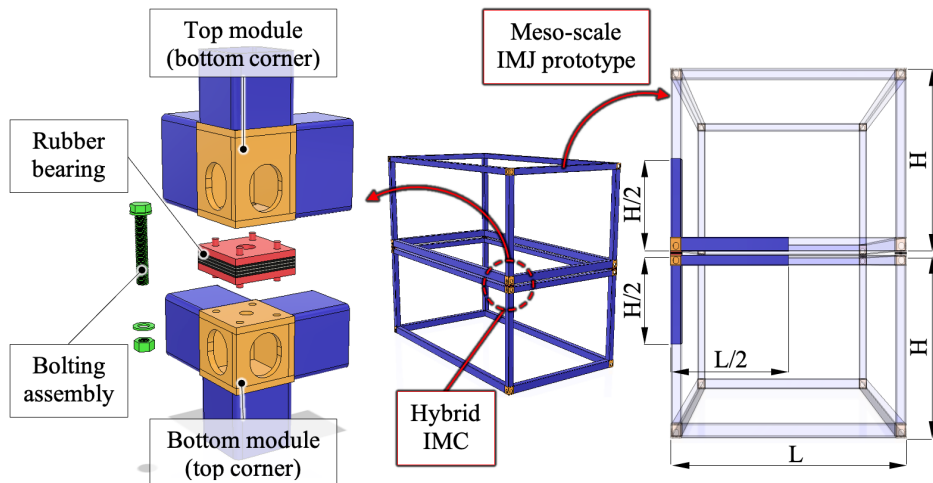 Top module
(bottom corner)
Rubber
bearing
Bolting
assembly
Bottom module
(top corner)
Meso-scale
IMJ prototype
Hybrid
IMC
H/2
H/2
L/2
H
H
L